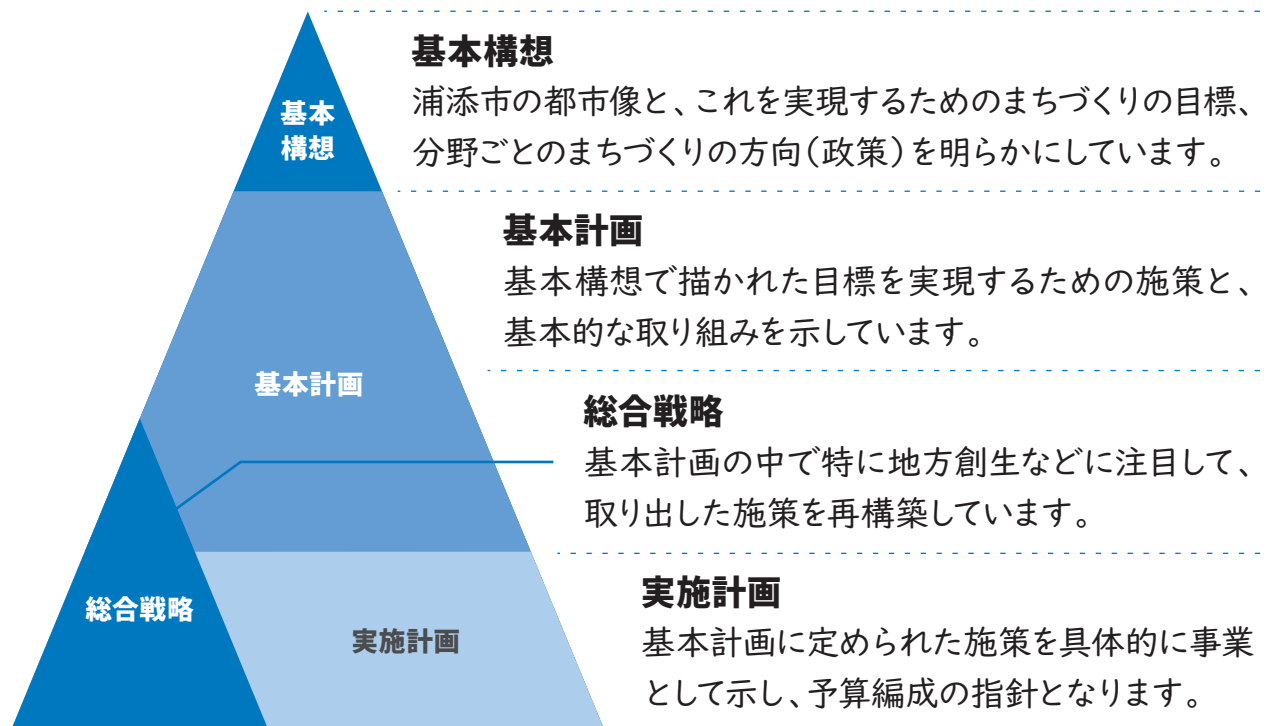 基本
構想
基本構想
浦添市の都市像と、これを実現するためのまちづくりの目標、
分野ごとのまちづくりの方向(政策)を明らかにしています。
基本計画
基本計画
基本構想で描かれた目標を実現するための施策と、
基本的な取り組みを示しています。
総合戦略
基本計画の中で特に地方創生などに注目して、
取り出した施策を再構築しています。
総合戦略
実施計画
実施計画
基本計画に定められた施策を具体的に事業
として示し、予算編成の指針となります。